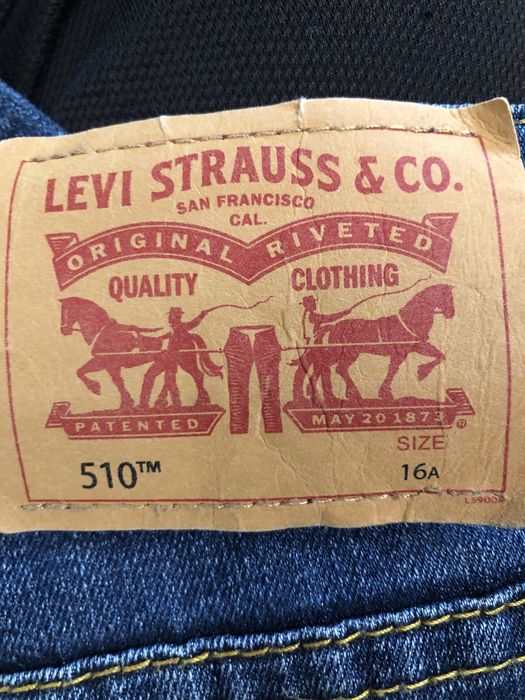 LEVI STRAUSS & CO.
SAN FRANCISCO
CAL.
ORIGINAL RIVETED
QUALITY CLOTHING
PATENTED MAY 20 1873 ®
SIZE
510™ 16A